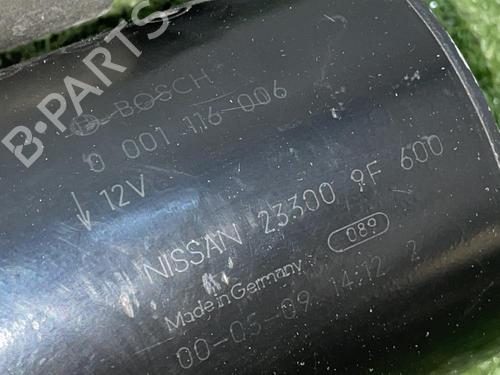 B-PARTS
BOSCH
0 001 116 006
12V
NISSAN 23300 9F 600
089
Made in Germany
00-05-09 14:12 2